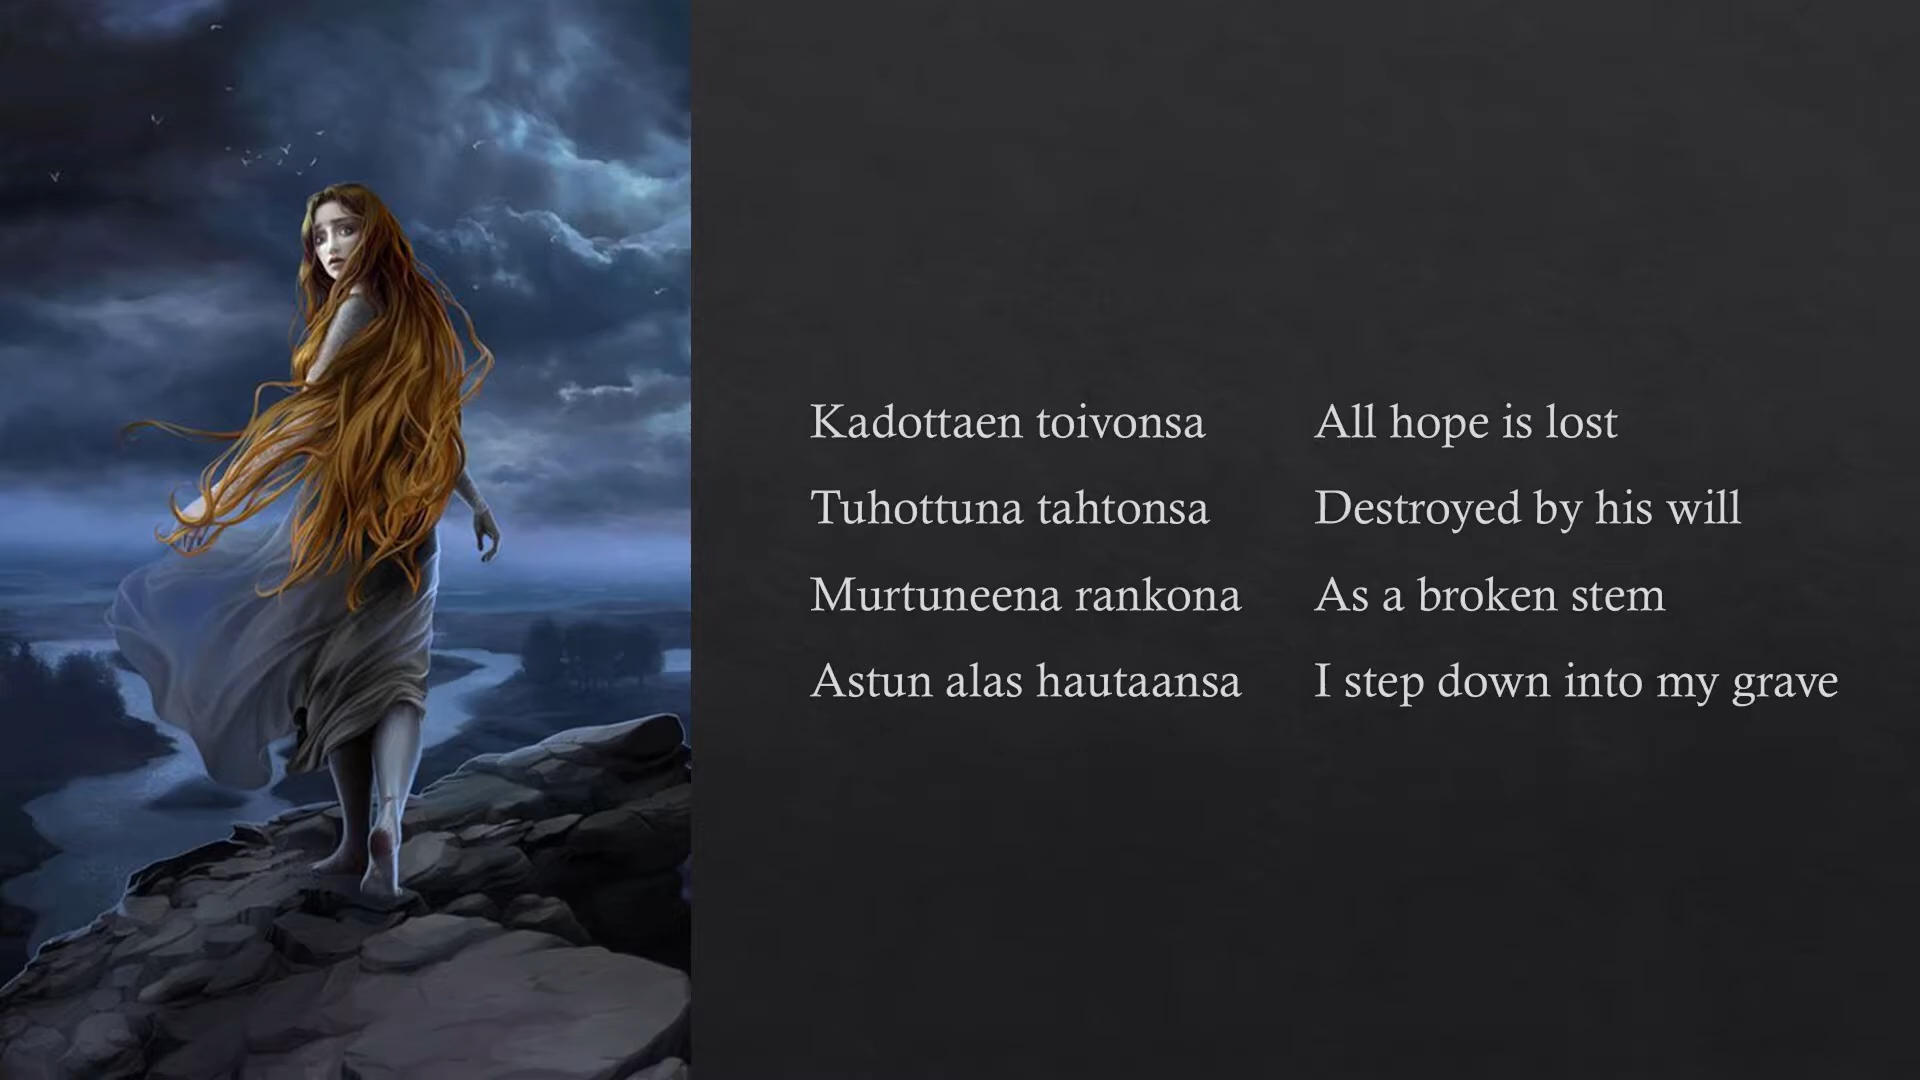 Kadottaen toivonsa
Tuhottuna tahtonsa
Murtuneena rankona
Astun alas hautaansa
All hope is lost
Destroyed by his will
As a broken stem
I step down into my grave